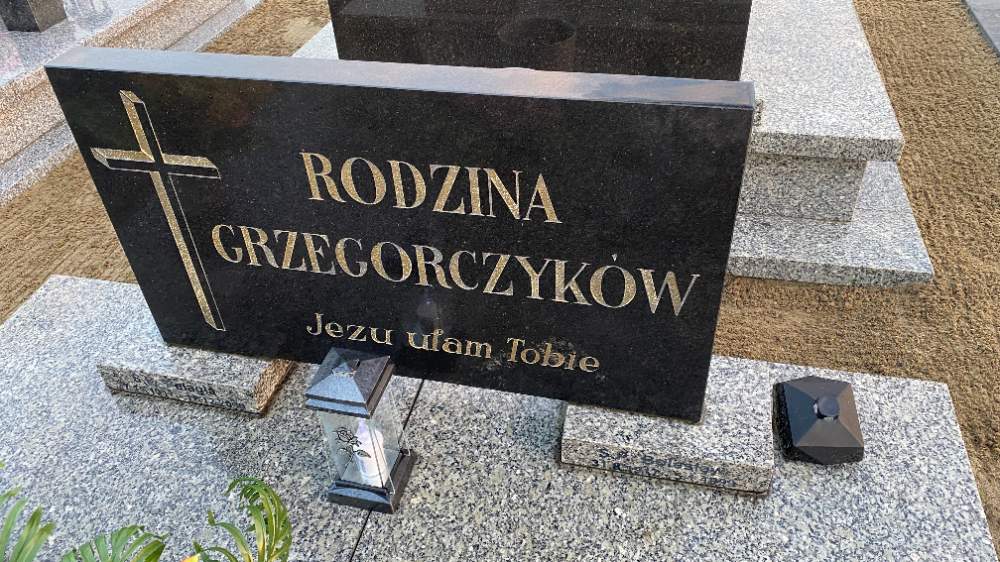 RODZINA
GRZEGORCZYKÓW
Jezu ufam Tobie